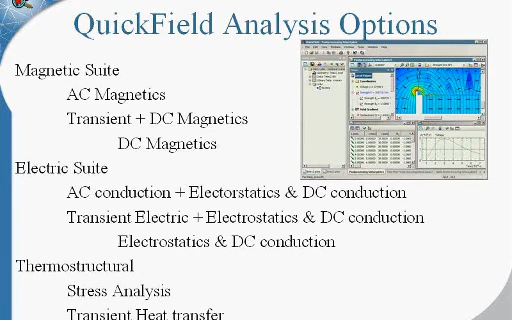 QuickField Analysis Options
Magnetic Suite
AC Magnetics
Transient + DC Magnetics
DC Magnetics
Electric Suite
AC conduction + Electorstatics & DC conduction
Transient Electric + Electrostatics & DC conduction
Electrostatics & DC conduction
Thermostructural
Stress Analysis
Transient Heat transfer